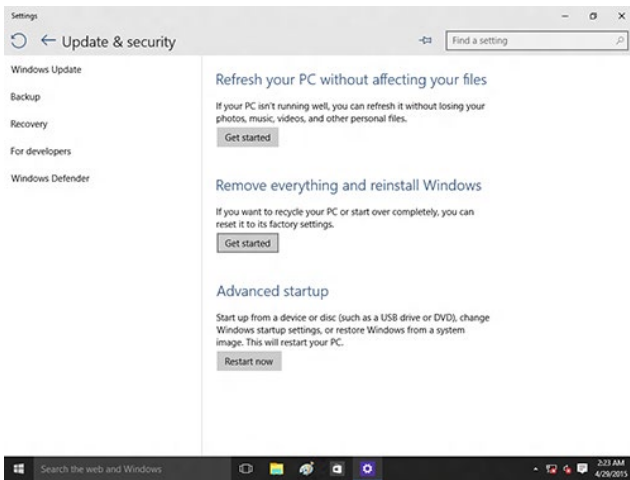 Settings
Update & security
Find a setting
Windows Update
Backup
Recovery
For developers
Windows Defender
Refresh your PC without affecting your files
If your PC isn't running well, you can refresh it without losing your
photos, music, videos, and other personal files.
Get started
Remove everything and reinstall Windows
If you want to recycle your PC or start over completely, you can
reset it to its factory settings.
Get started
Advanced startup
Start up from a device or disc (such as a USB drive or DVD), change
Windows startup settings, or restore Windows from a system
image. This will restart your PC.
Restart now
Search the web and Windows
2:23 AM
4/29/2015